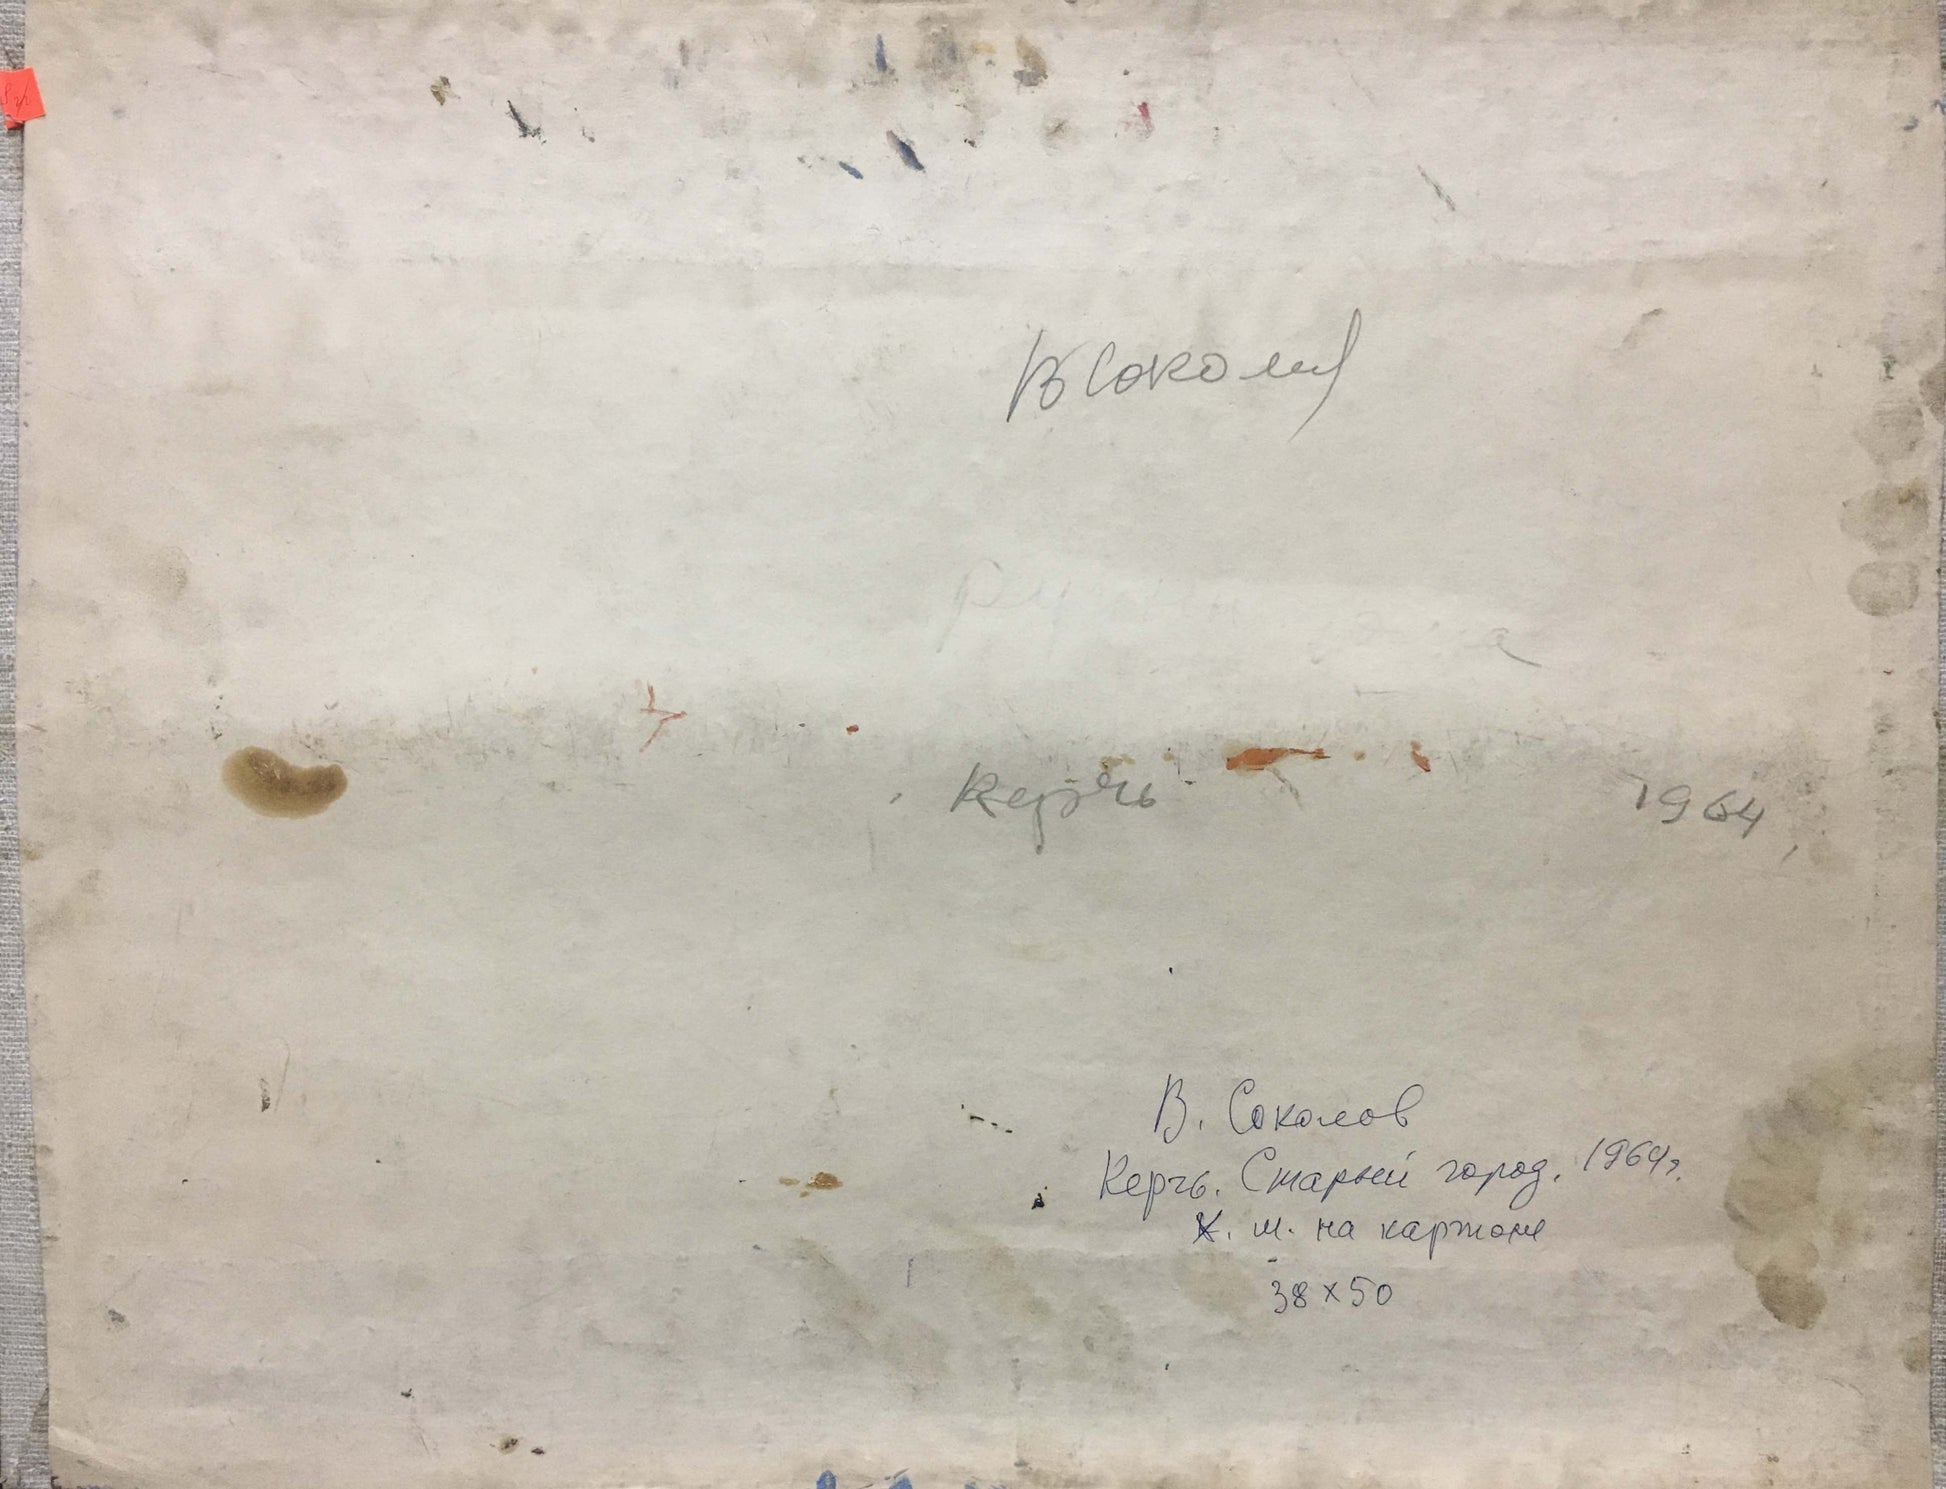 В Соколов
Керчь 1964
В. Соколов
Керчь. Старый город. 1964г.
Х. м. на картоне
38 х 50